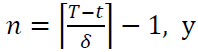 n = ⌈(T−t)/δ⌉ − 1, y